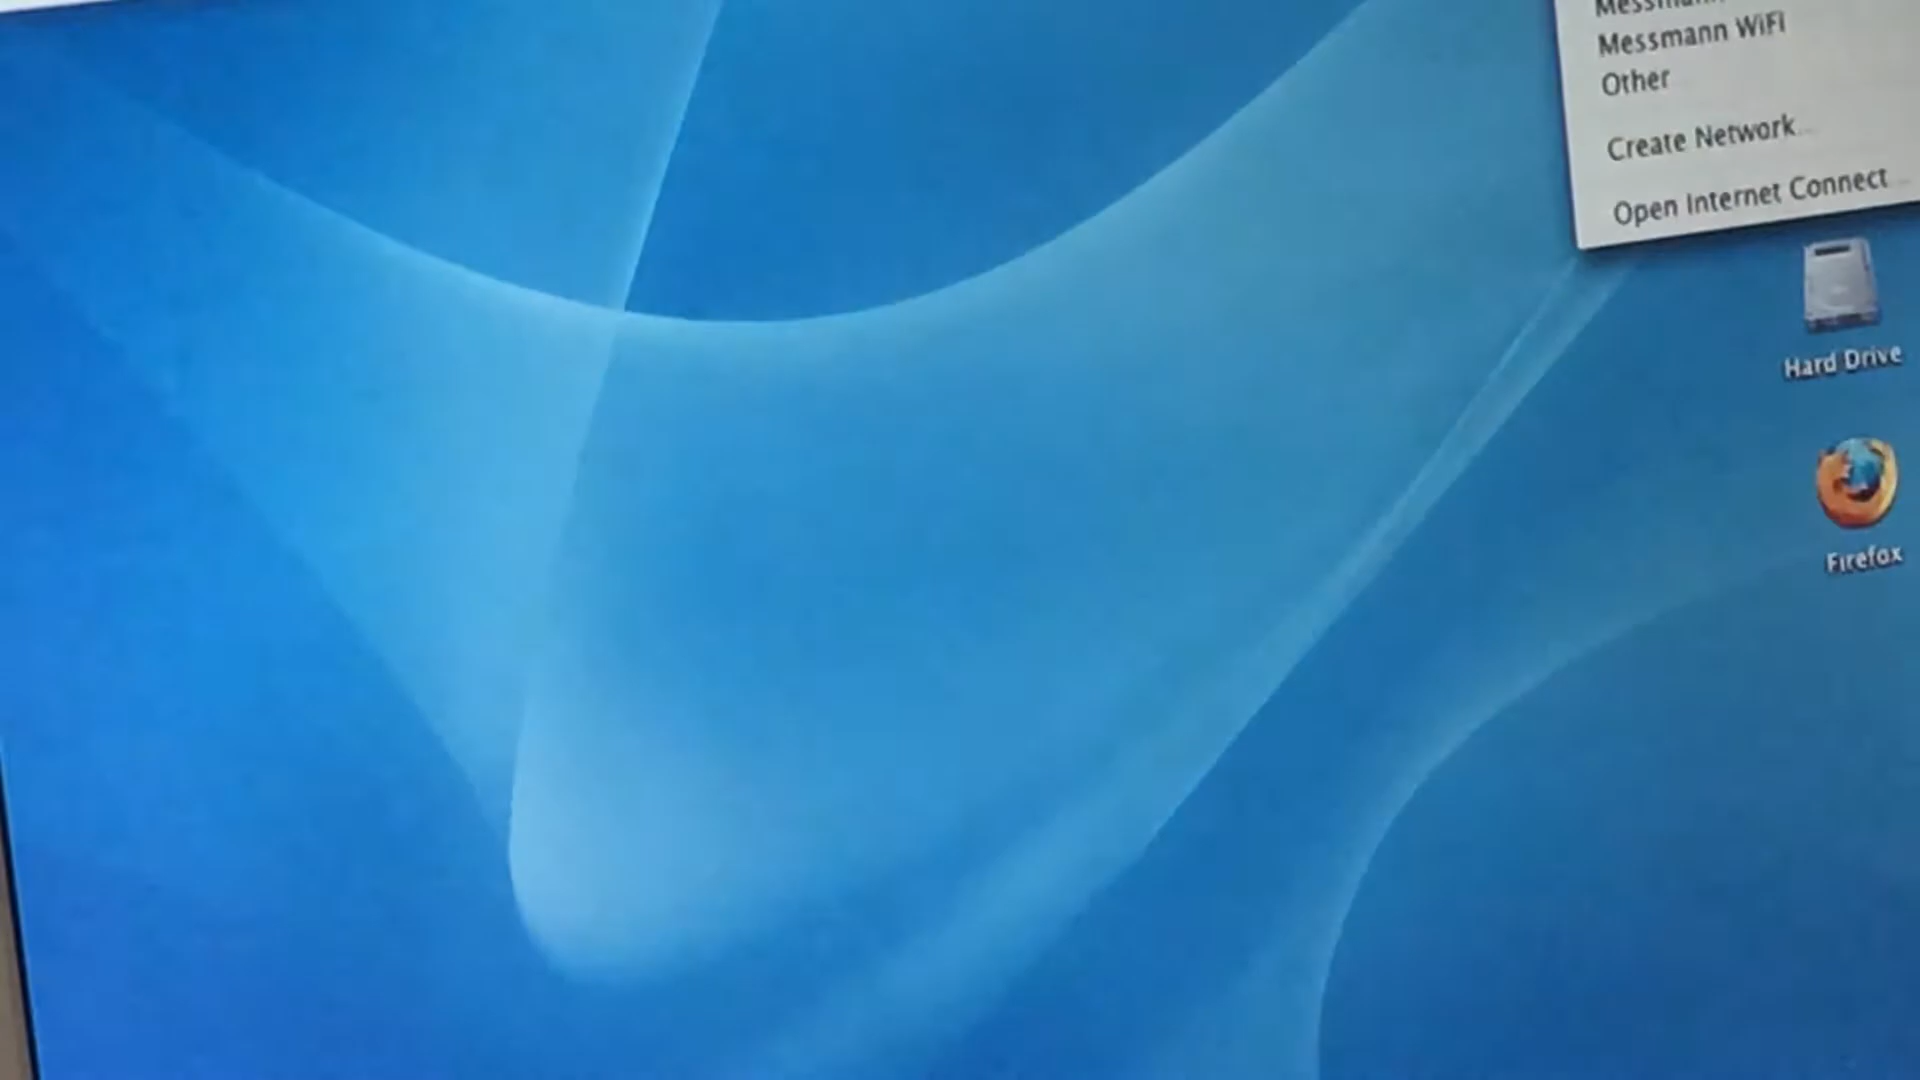 Messmann WiFi
Other
Create Network...
Open Internet Connect...
Hard Drive
Firefox